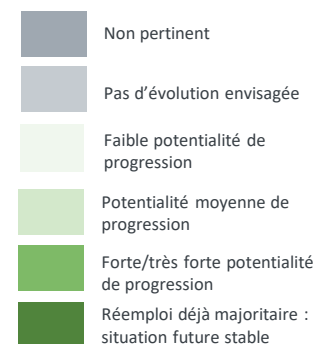 Non pertinent
Pas d'évolution envisagée
Faible potentialité de
progression
Potentialité moyenne de
progression
Forte/très forte potentialité
de progression
Réemploi déjà majoritaire :
situation future stable